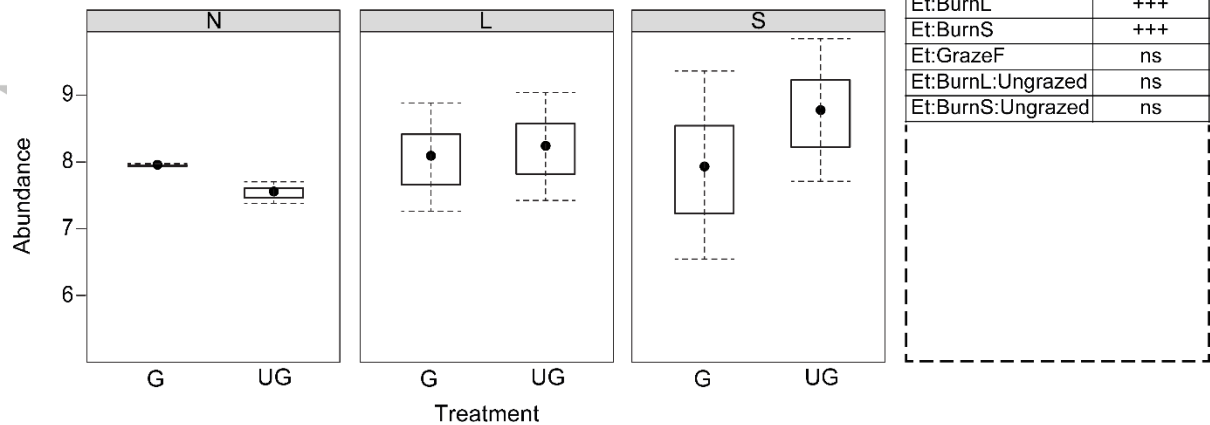 N L S
Et:BurnL +++
Et:BurnS +++
Et:GrazeF ns
Et:BurnL:Ungrazed ns
Et:BurnS:Ungrazed ns
9
8
7
6
Abundance
G UG G UG G UG
Treatment